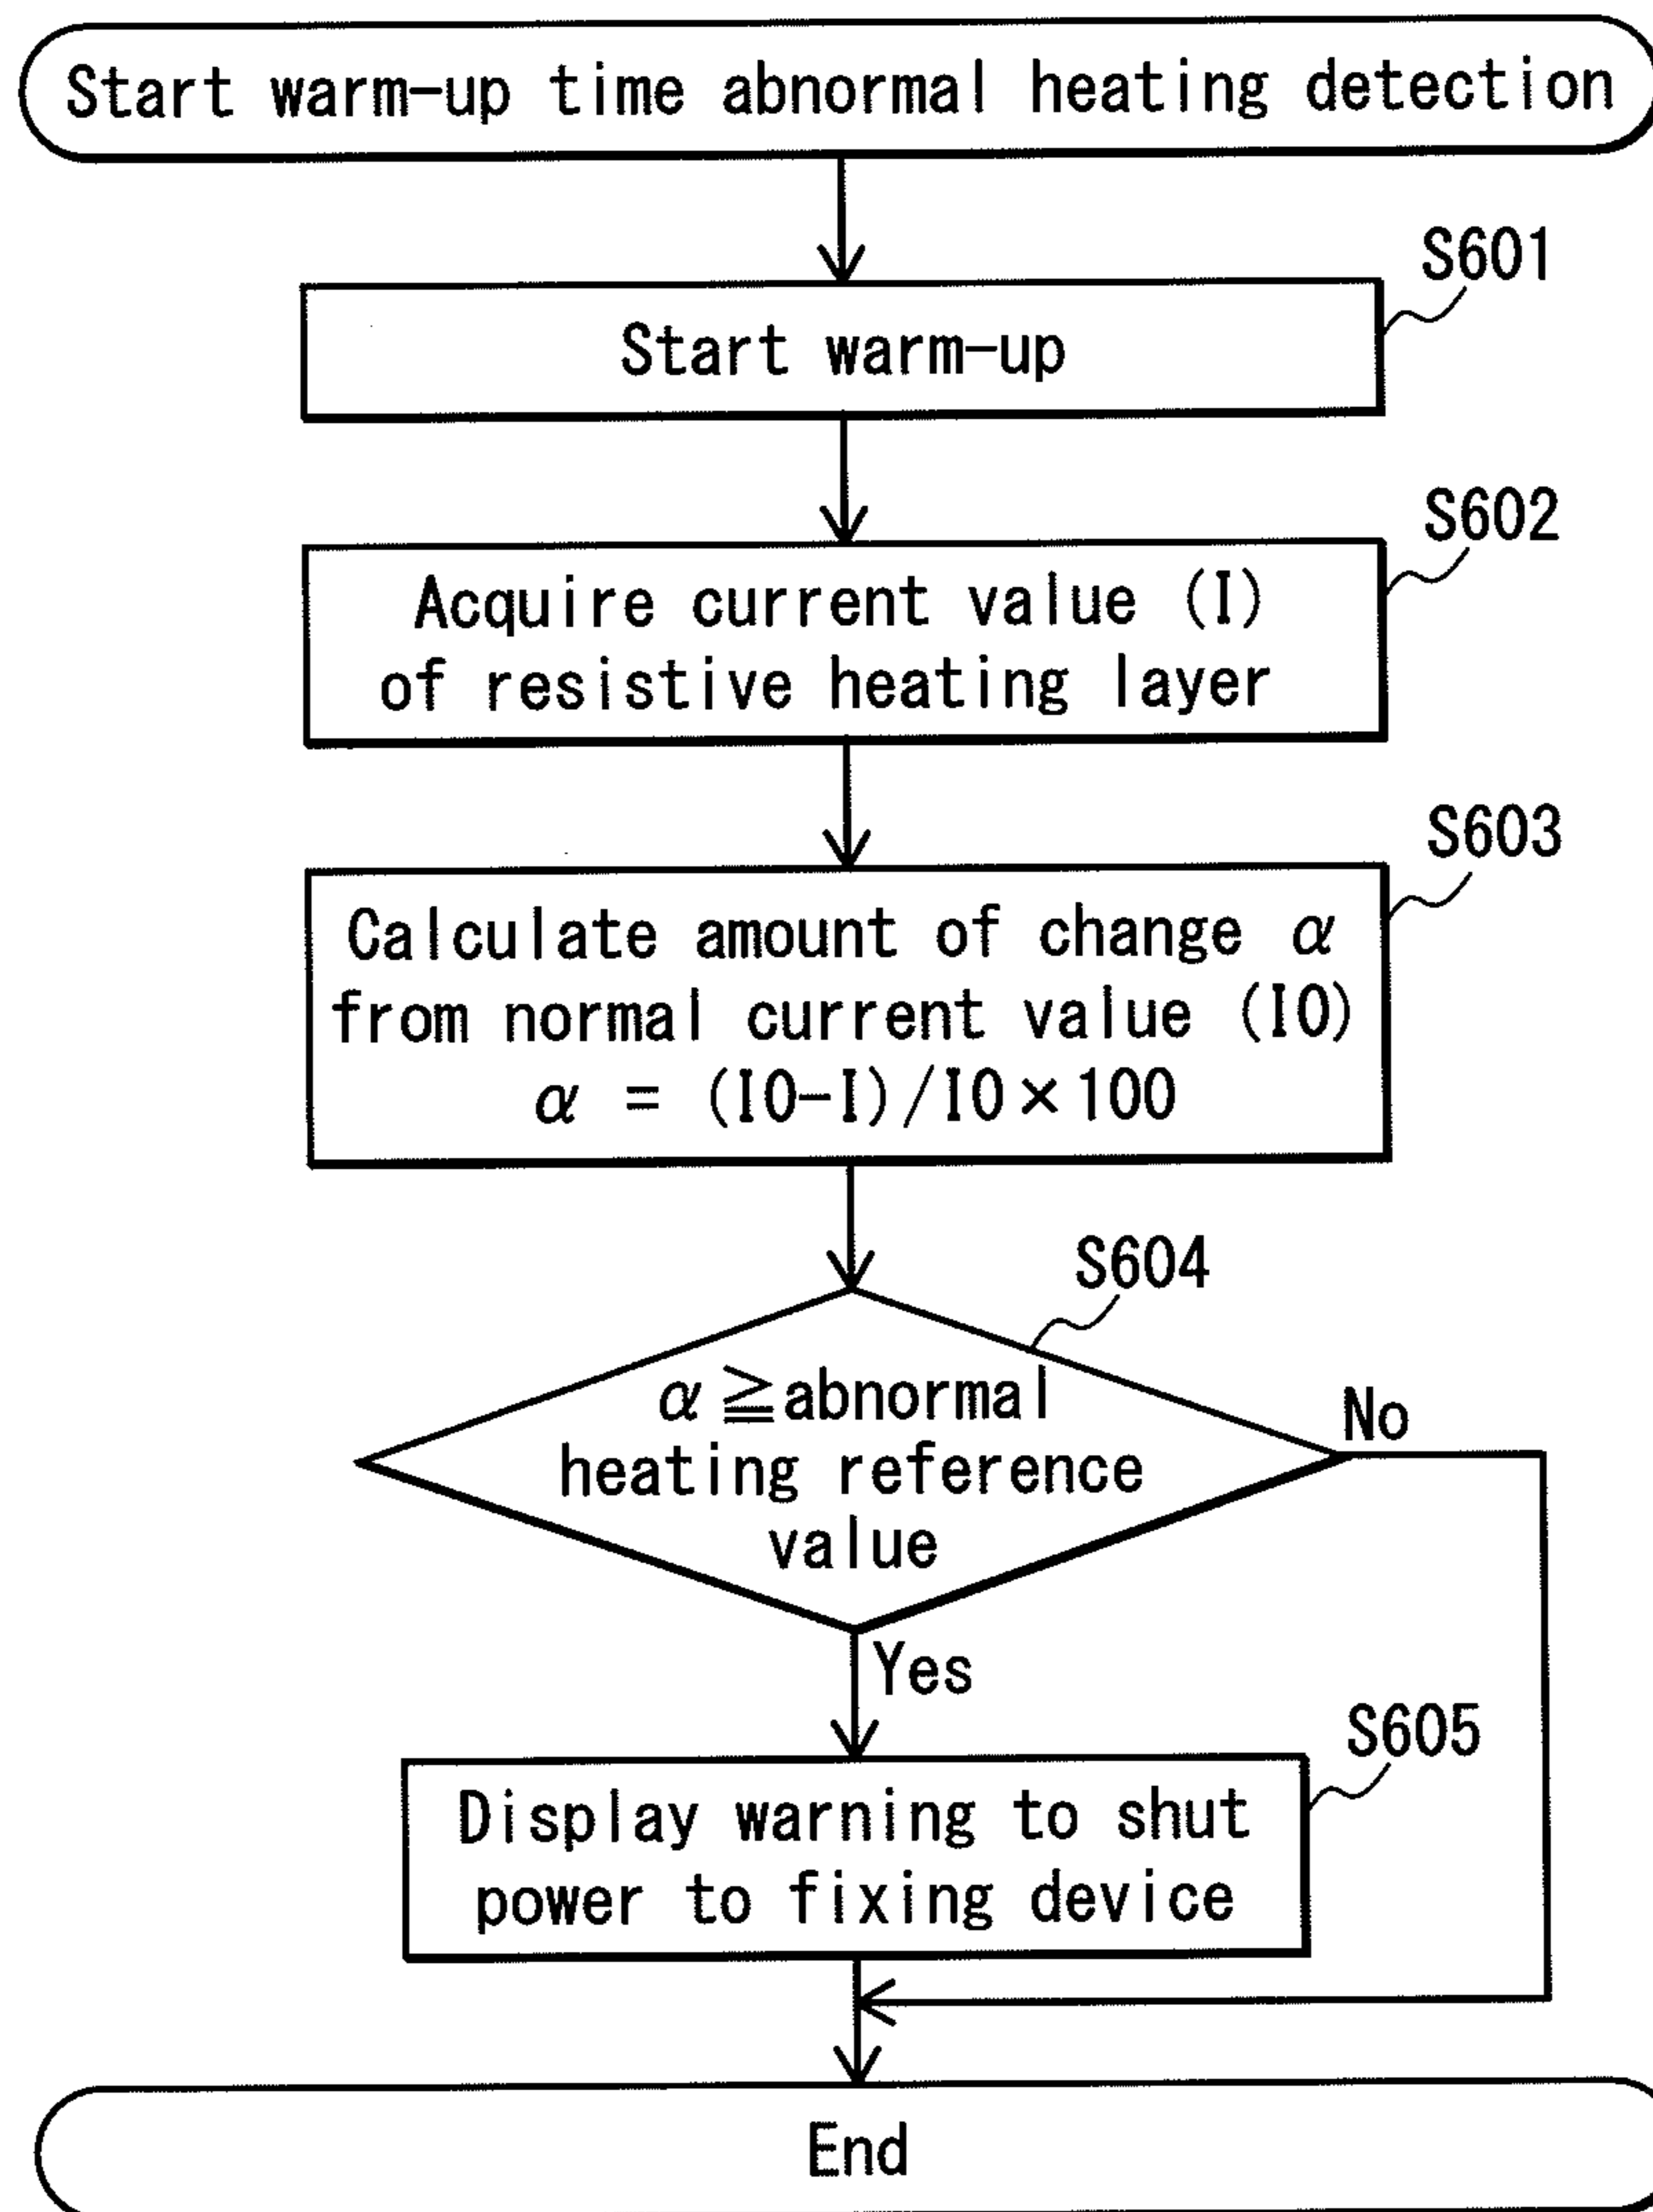 Start warm-up time abnormal heating detection
S601
Start warm-up
S602
Acquire current value (I)
of resistive heating layer
S603
Calculate amount of change α
from normal current value (I0)
α = (I0-I)/I0×100
S604
α≧abnormal
heating reference
value
No
Yes
S605
Display warning to shut
power to fixing device
End